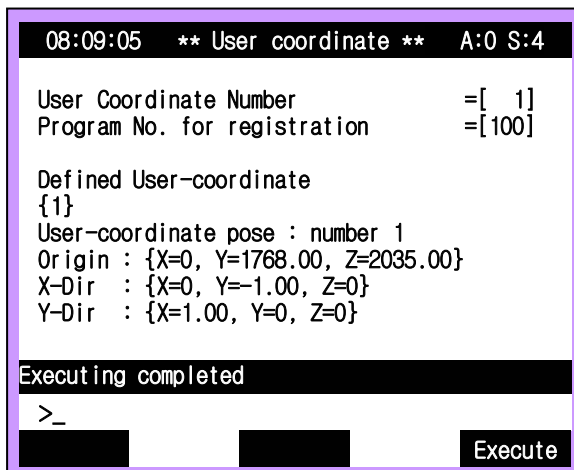 08:09:05 ** User coordinate ** A:0 S:4
User Coordinate Number =[ 1]
Program No. for registration =[100]
Defined User-coordinate
{1}
User-coordinate pose : number 1
Origin : {X=0, Y=1768.00, Z=2035.00}
X-Dir : {X=0, Y=-1.00, Z=0}
Y-Dir : {X=1.00, Y=0, Z=0}
Executing completed
>_
Execute